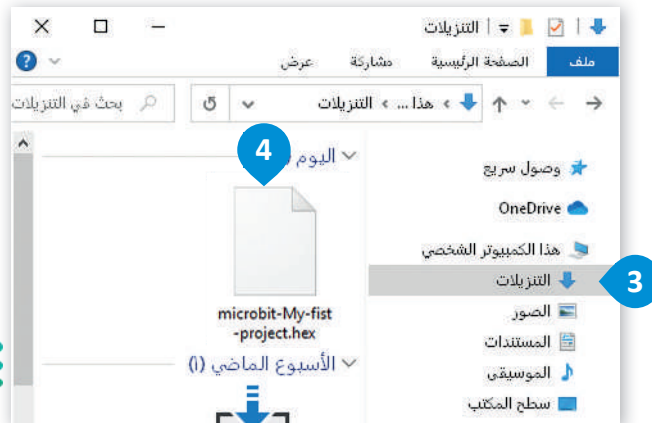 التنزيلات
ملف الصفحة الرئيسية مشاركة عرض
هذا ... › التنزيلات
بحث في التنزيلات
وصول سريع
OneDrive
هذا الكمبيوتر الشخصي
3 التنزيلات
الصور
المستندات
الموسيقى
سطح المكتب
اليوم
4
microbit-My-fist
-project.hex
الأسبوع الماضي (١)